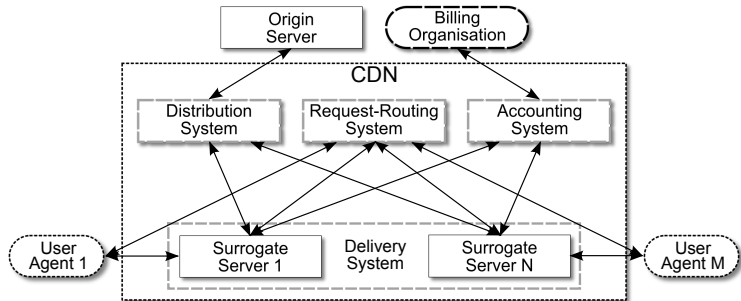 Origin
Server
Billing
Organisation
CDN
Distribution
System
Request-Routing
System
Accounting
System
User
Agent 1
Surrogate
Server 1
Delivery
System
Surrogate
Server N
User
Agent M